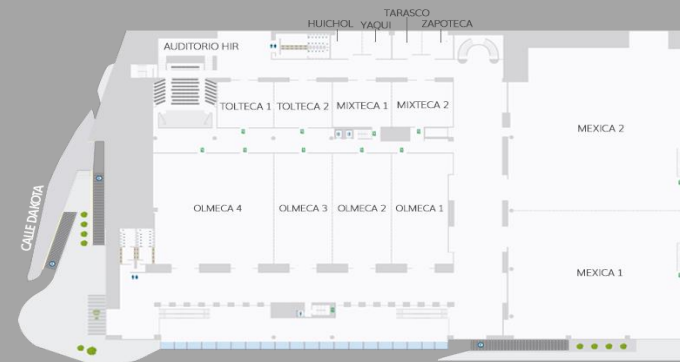 TARASCO
HUICHOL YAQUI ZAPOTECA
AUDITORIO HIR
TOLTECA 1 TOLTECA 2 MIXTECA 1 MIXTECA 2
MEXICA 2
OLMECA 4 OLMECA 3 OLMECA 2 OLMECA 1
CALLE DAKOTA
MEXICA 1